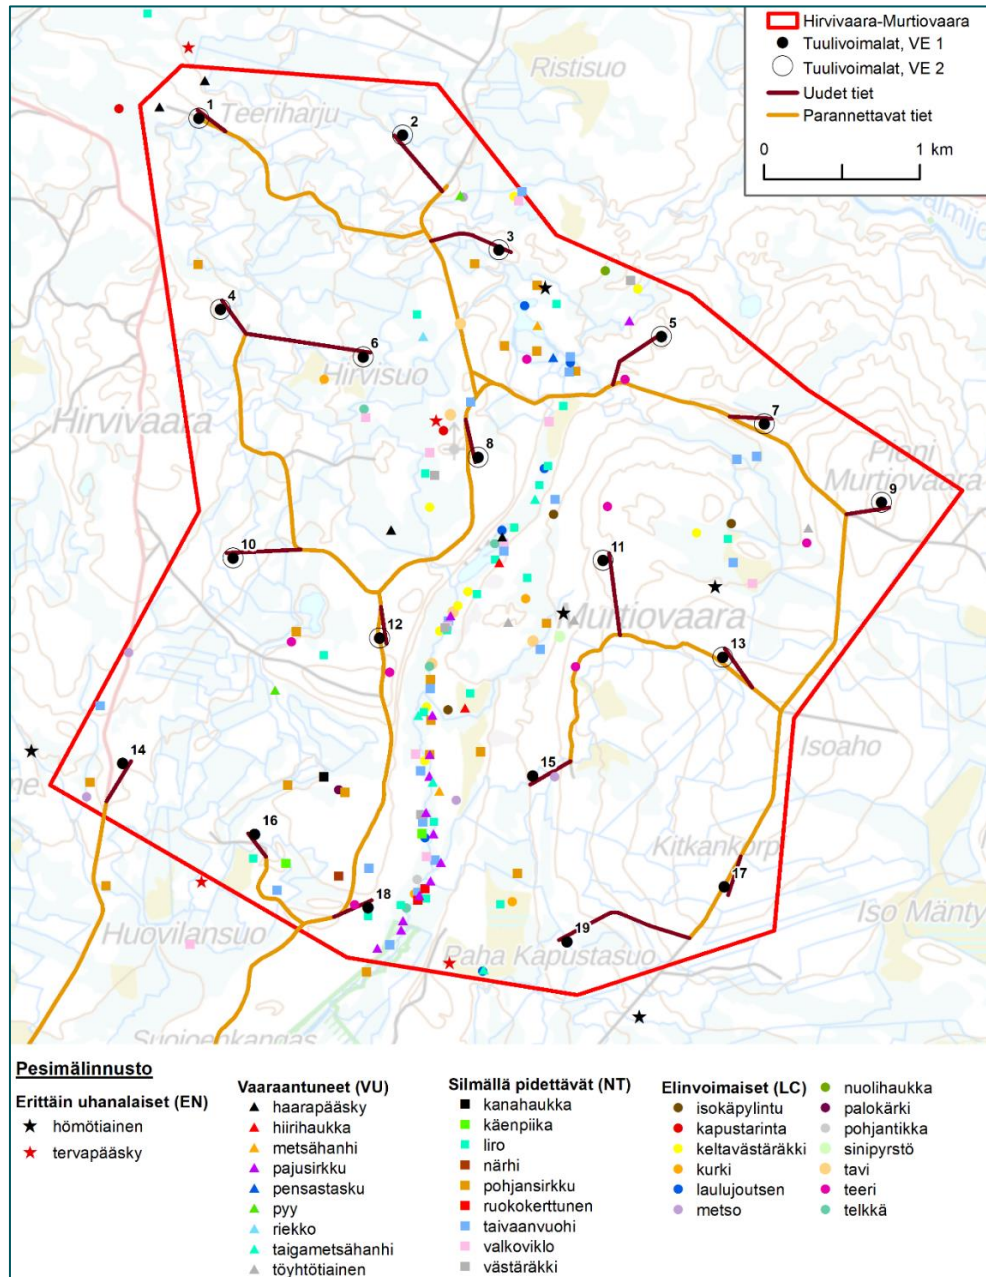 Hirvivaara-Murtiovaara
Tuulivoimalat, VE 1
Tuulivoimalat, VE 2
Uudet tiet
Parannettavat tiet
0
1 km
Ristisuo
Teeriharju
1
2
3
4
5
6
Hirvisuo
Hirvivaara
7
8
Pieni
Murtiovaara
9
10
11
Murtiovaara
12
13
14
15
Isoaho
16
Kitkankorp
17
18
19
Iso Mänty
Huovilansuo
Paha Kapustasuo
Suojoenkangas
Pesimälinnusto
Erittäin uhanalaiset (EN)
hömötiainen
tervapääsky
Vaaraantuneet (VU)
haarapääsky
hiirihaukka
metsähanhi
pajusirkku
pensastasku
pyy
riekko
taigametsähanhi
töyhtötiainen
Silmällä pidettävät (NT)
kanahaukka
käenpiika
liro
närhi
pohjansirkku
ruokokerttunen
taivaanvuohi
valkoviklo
västäräkki
Elinvoimaiset (LC)
isokäpylintu
kapustarinta
keltavästäräkki
kurki
laulujoutsen
metso
nuolihaukka
palokärki
pohjantikka
sinipyrstö
tavi
teeri
telkkä